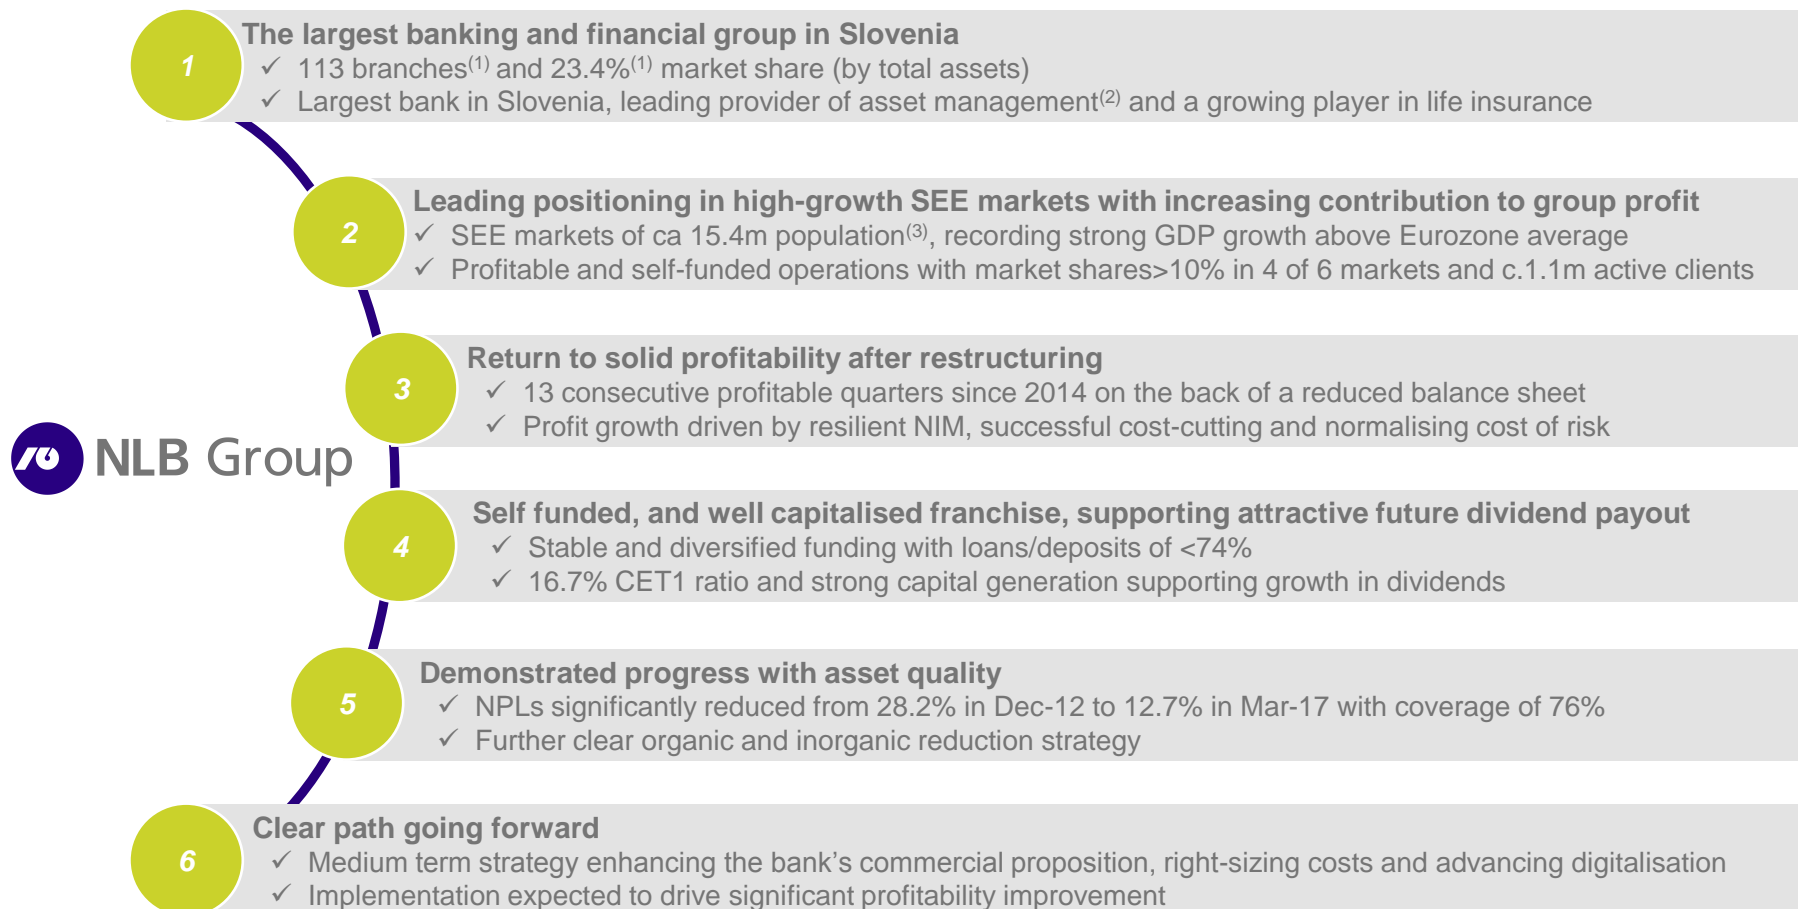 1
The largest banking and financial group in Slovenia
✓ 113 branches(1) and 23.4%(1) market share (by total assets)
✓ Largest bank in Slovenia, leading provider of asset management(2) and a growing player in life insurance
2
Leading positioning in high-growth SEE markets with increasing contribution to group profit
✓ SEE markets of ca 15.4m population(3), recording strong GDP growth above Eurozone average
✓ Profitable and self-funded operations with market shares>10% in 4 of 6 markets and c.1.1m active clients
3
Return to solid profitability after restructuring
✓ 13 consecutive profitable quarters since 2014 on the back of a reduced balance sheet
✓ Profit growth driven by resilient NIM, successful cost-cutting and normalising cost of risk
NLB Group
4
Self funded, and well capitalised franchise, supporting attractive future dividend payout
✓ Stable and diversified funding with loans/deposits of <74%
✓ 16.7% CET1 ratio and strong capital generation supporting growth in dividends
5
Demonstrated progress with asset quality
✓ NPLs significantly reduced from 28.2% in Dec-12 to 12.7% in Mar-17 with coverage of 76%
✓ Further clear organic and inorganic reduction strategy
6
Clear path going forward
✓ Medium term strategy enhancing the bank's commercial proposition, right-sizing costs and advancing digitalisation
✓ Implementation expected to drive significant profitability improvement